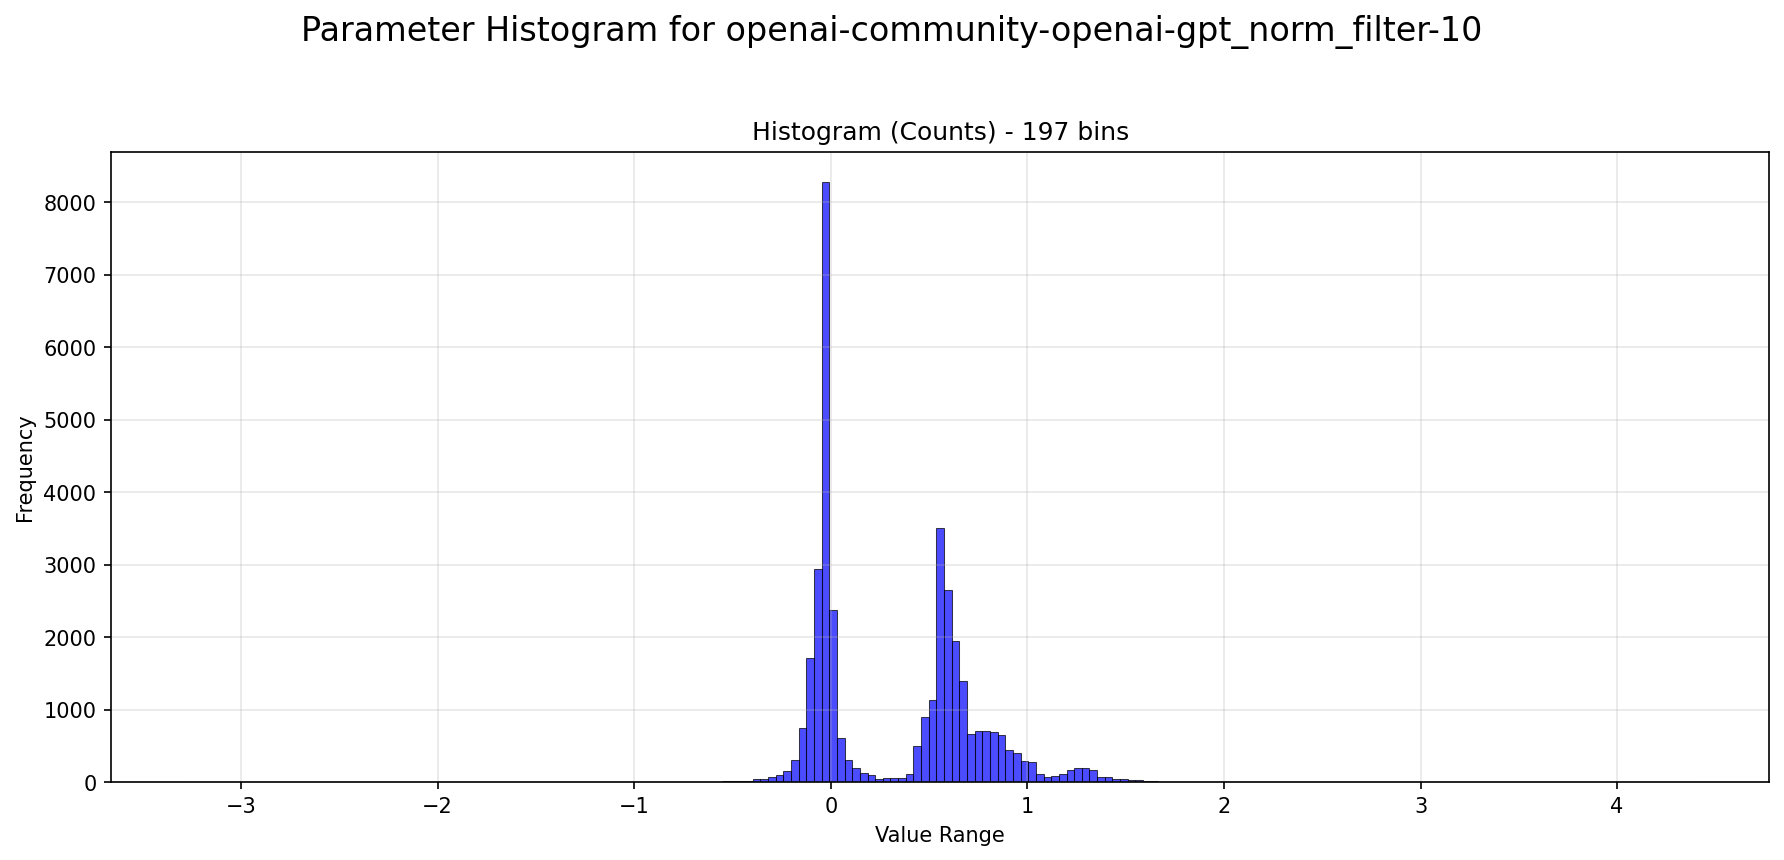 Parameter Histogram for openai-community-openai-gpt_norm_filter-10
Histogram (Counts) - 197 bins
8000
7000
6000
5000
4000
3000
2000
1000
0
Frequency
−3 −2 −1 0 1 2 3 4
Value Range